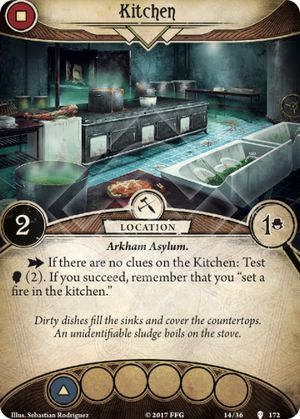 Kitchen
2
LOCATION
1
Arkham Asylum.
If there are no clues on the Kitchen: Test
(2). If you succeed, remember that you “set a
fire in the kitchen.”
Dirty dishes fill the sinks and cover the countertops.
An unidentifiable sludge boils on the stove.
Illus. Sebastian Rodriguez
© 2017 FFG
14/36
172